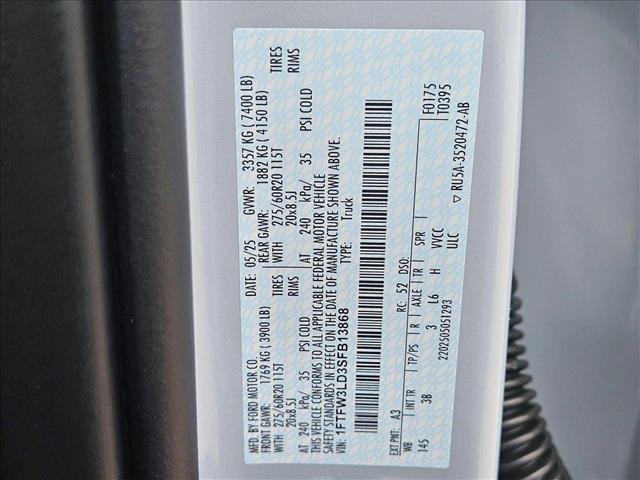 MFD. BY FORD MOTOR CO. DATE: 05/25 GVWR: 3357 KG ( 7400 LB)
FRONT GAWR: 1769 KG ( 3900 LB) REAR GAWR: 1882 KG ( 4150 LB)
WITH 275/60R20 115T TIRES WITH 275/60R20 115T TIRES
20x8.5J RIMS 20x8.5J RIMS
AT 240 kPa/ 35 PSI COLD AT 240 kPa/ 35 PSI COLD
THIS VEHICLE CONFORMS TO ALL APPLICABLE FEDERAL MOTOR VEHICLE
SAFETY STANDARDS IN EFFECT ON THE DATE OF MANUFACTURE SHOWN ABOVE.
1FTFW3LD3SFB13868 TYPE: Truck
F0175
T0395
EXT PNT: A3 RC: 52 DSO:
WB INT TR TP/PS R AXLE TR SPR
145 3B 3 L6 H VVCC
ULC
2202505051293
▽ RU5A-3520472-AB